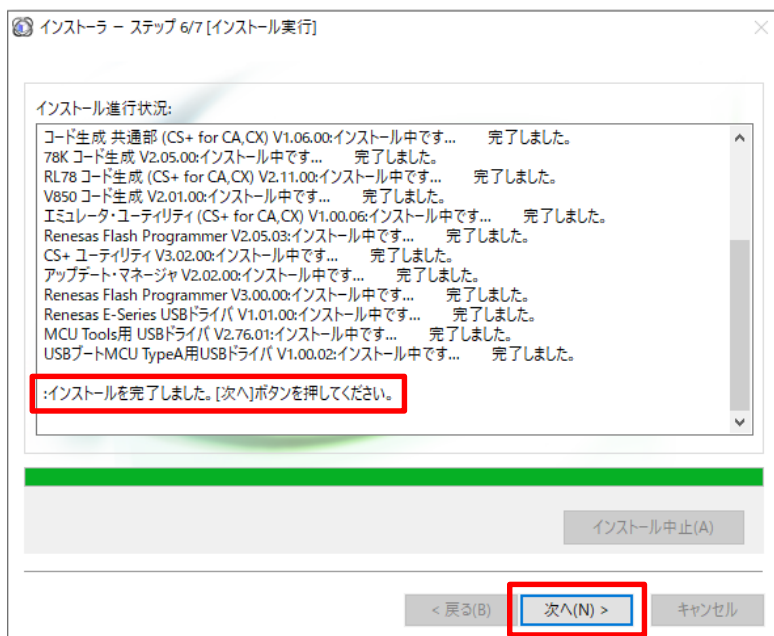 インストーラ － ステップ 6/7 [インストール実行]
インストール進行状況:
コード生成 共通部 (CS+ for CA,CX) V1.06.00:インストール中です...　完了しました。
78K コード生成 V2.05.00:インストール中です...　完了しました。
RL78 コード生成 (CS+ for CA,CX) V2.11.00:インストール中です...　完了しました。
V850 コード生成 V2.01.00:インストール中です...　完了しました。
エミュレータ・ユーティリティ (CS+ for CA,CX) V1.00.06:インストール中です...　完了しました。
Renesas Flash Programmer V2.05.03:インストール中です...　完了しました。
CS+ ユーティリティ V3.02.00:インストール中です...　完了しました。
アップデート・マネージャ V2.02.00:インストール中です...　完了しました。
Renesas Flash Programmer V3.00.00:インストール中です...　完了しました。
Renesas E-Series USBドライバ V1.01.00:インストール中です...　完了しました。
MCU Tools用 USBドライバ V2.76.01:インストール中です...　完了しました。
USBブートMCU TypeA用USBドライバ V1.00.02:インストール中です...　完了しました。
:インストールを完了しました。[次へ]ボタンを押してください。
インストール中止(A)
< 戻る(B)　次へ(N) >　キャンセル